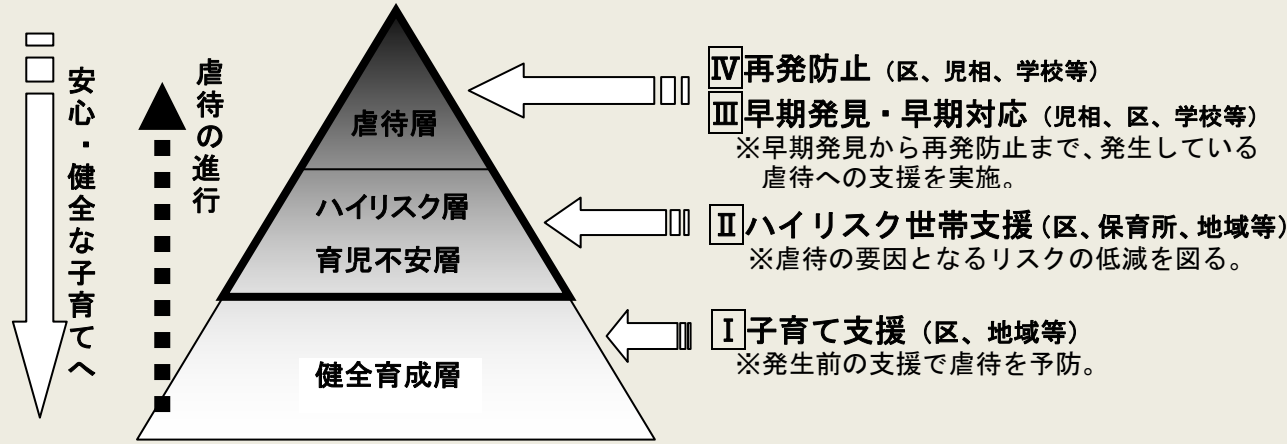 安心・健全な子育てへ
虐待の進行
虐待層
ハイリスク層
育児不安層
健全育成層
Ⅳ再発防止（区、児相、学校等）
Ⅲ早期発見・早期対応（児相、区、学校等）
※早期発見から再発防止まで、発生している
虐待への支援を実施。
Ⅱハイリスク世帯支援（区、保育所、地域等）
※虐待の要因となるリスクの低減を図る。
Ⅰ子育て支援（区、地域等）
※発生前の支援で虐待を予防。